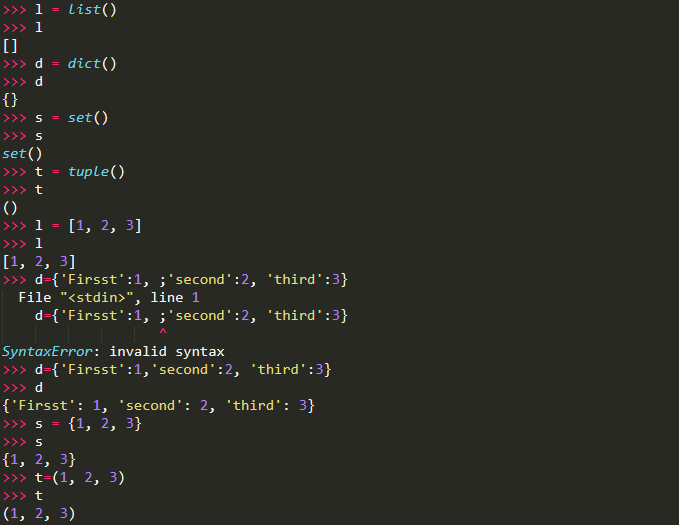 >>> l = list()
>>> l
[]
>>> d = dict()
>>> d
{}
>>> s = set()
>>> s
set()
>>> t = tuple()
>>> t
()
>>> l = [1, 2, 3]
>>> l
[1, 2, 3]
>>> d={'Firsst':1, ;'second':2, 'third':3}
  File "<stdin>", line 1
    d={'Firsst':1, ;'second':2, 'third':3}
                   ^
SyntaxError: invalid syntax
>>> d={'Firsst':1,'second':2, 'third':3}
>>> d
{'Firsst': 1, 'second': 2, 'third': 3}
>>> s = {1, 2, 3}
>>> s
{1, 2, 3}
>>> t=(1, 2, 3)
>>> t
(1, 2, 3)